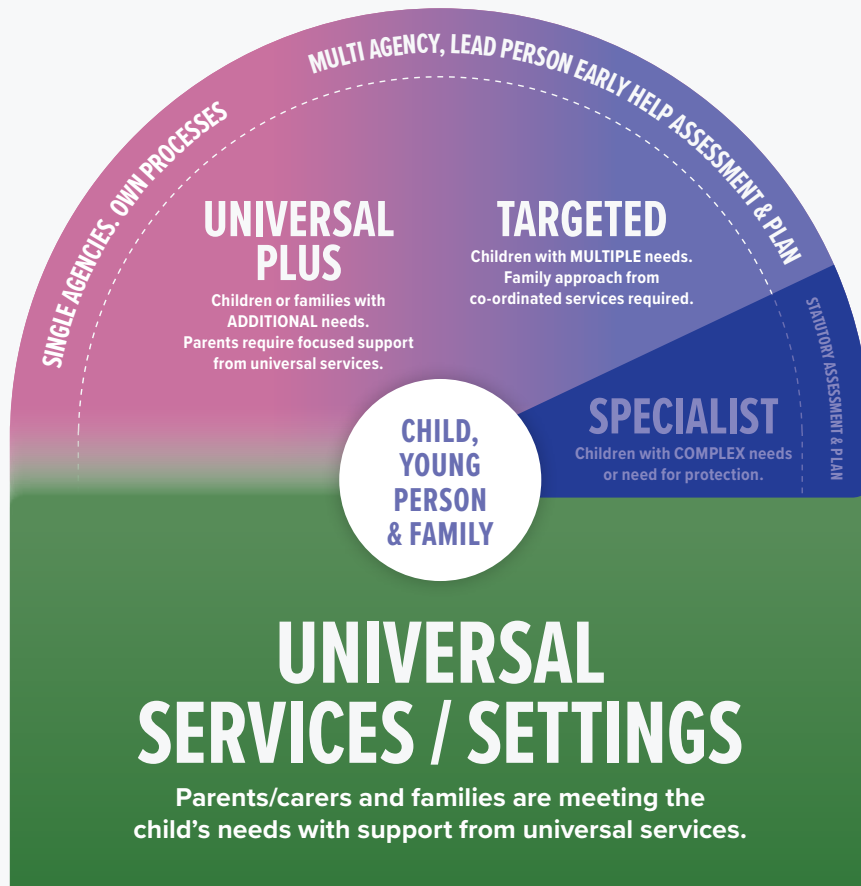 SINGLE AGENCIES. OWN PROCESSES
MULTI AGENCY, LEAD PERSON EARLY HELP ASSESSMENT & PLAN
STATUTORY ASSESSMENT & PLAN
UNIVERSAL
PLUS
Children or families with
ADDITIONAL needs.
Parents require focused support
from universal services.
TARGETED
Children with MULTIPLE needs.
Family approach from
co-ordinated services required.
SPECIALIST
Children with COMPLEX needs
or need for protection.
CHILD,
YOUNG
PERSON
& FAMILY
UNIVERSAL
SERVICES / SETTINGS
Parents/carers and families are meeting the
child’s needs with support from universal services.